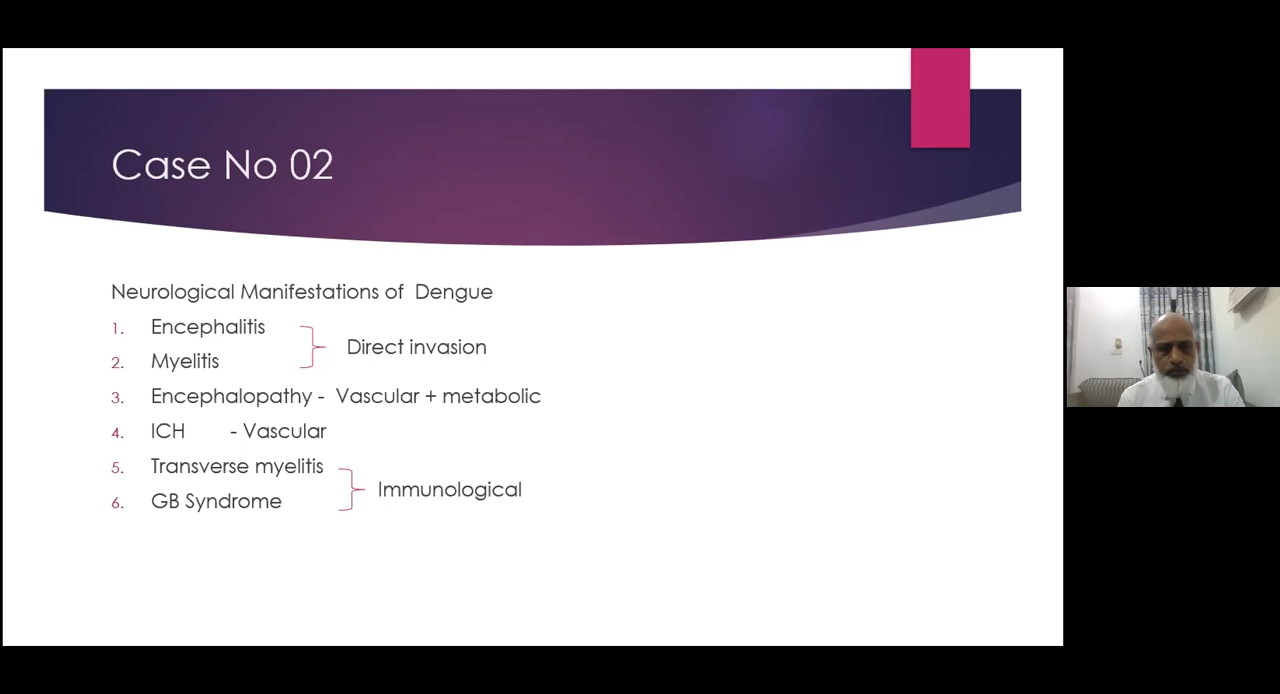 Case No 02
Neurological Manifestations of Dengue
1. Encephalitis
Direct invasion
2. Myelitis
3. Encephalopathy - Vascular + metabolic
4. ICH - Vascular
5. Transverse myelitis
Immunological
6. GB Syndrome